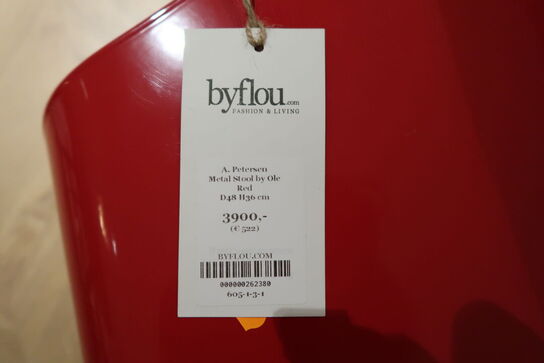 byflou.com
FASHION & LIVING
A. Petersen
Metal Stool by Ole
Red
D48 H36 cm
3900,-
(€ 522)
BYFLOU.COM
000000262380
605-1-3-1